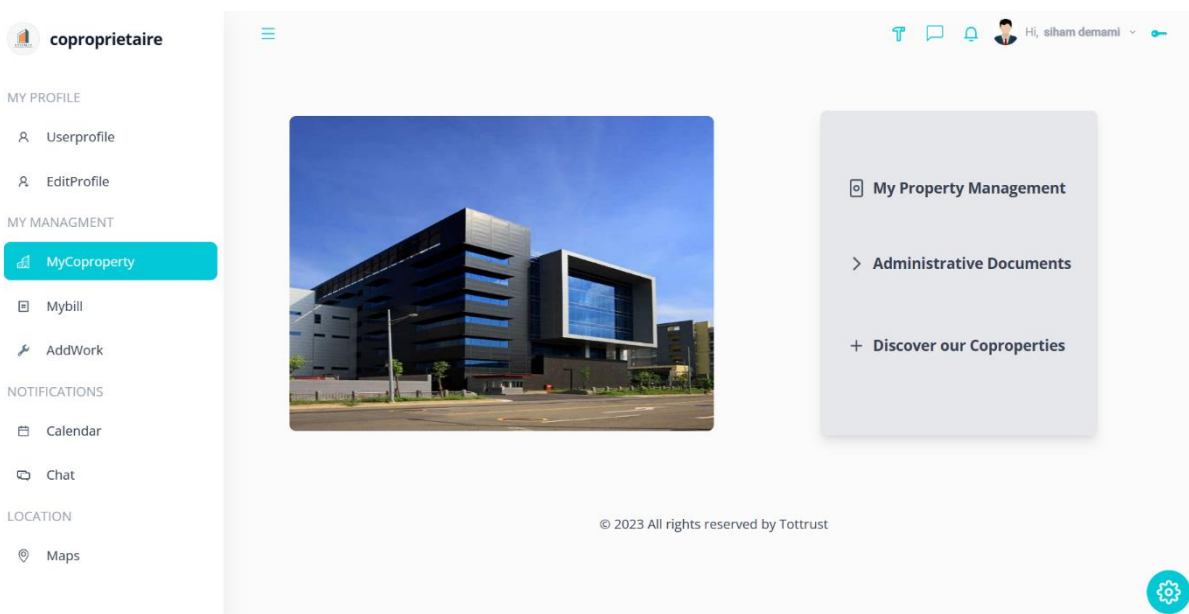 coproprietaire
Hi, siham demami
MY PROFILE
Userprofile
EditProfile
MY MANAGMENT
MyCoproperty
Mybill
AddWork
NOTIFICATIONS
Calendar
Chat
LOCATION
Maps
My Property Management
Administrative Documents
Discover our Coproperties
© 2023 All rights reserved by Tottrust